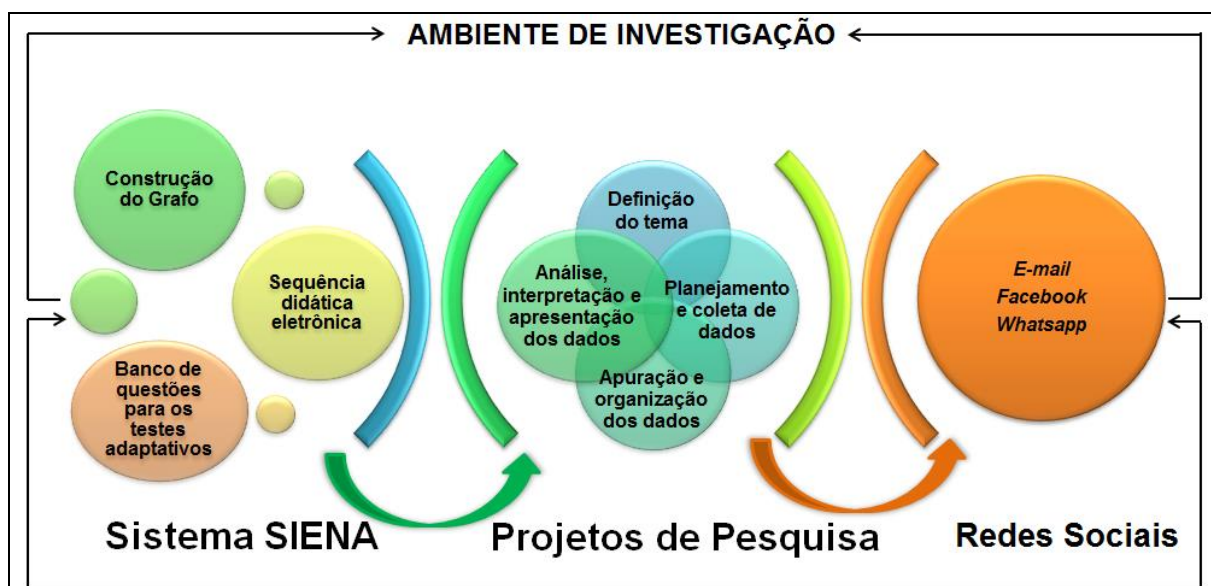 AMBIENTE DE INVESTIGAÇÃO
Construção
do Grafo
Sequência
didática
eletrônica
Banco de
questões
para os
testes
adaptativos
Definição
do tema
Análise,
interpretação e
apresentação
dos dados
Planejamento
e coleta de
dados
Apuração e
organização
dos dados
E-mail
Facebook
Whatsapp
Sistema SIENA
Projetos de Pesquisa
Redes Sociais